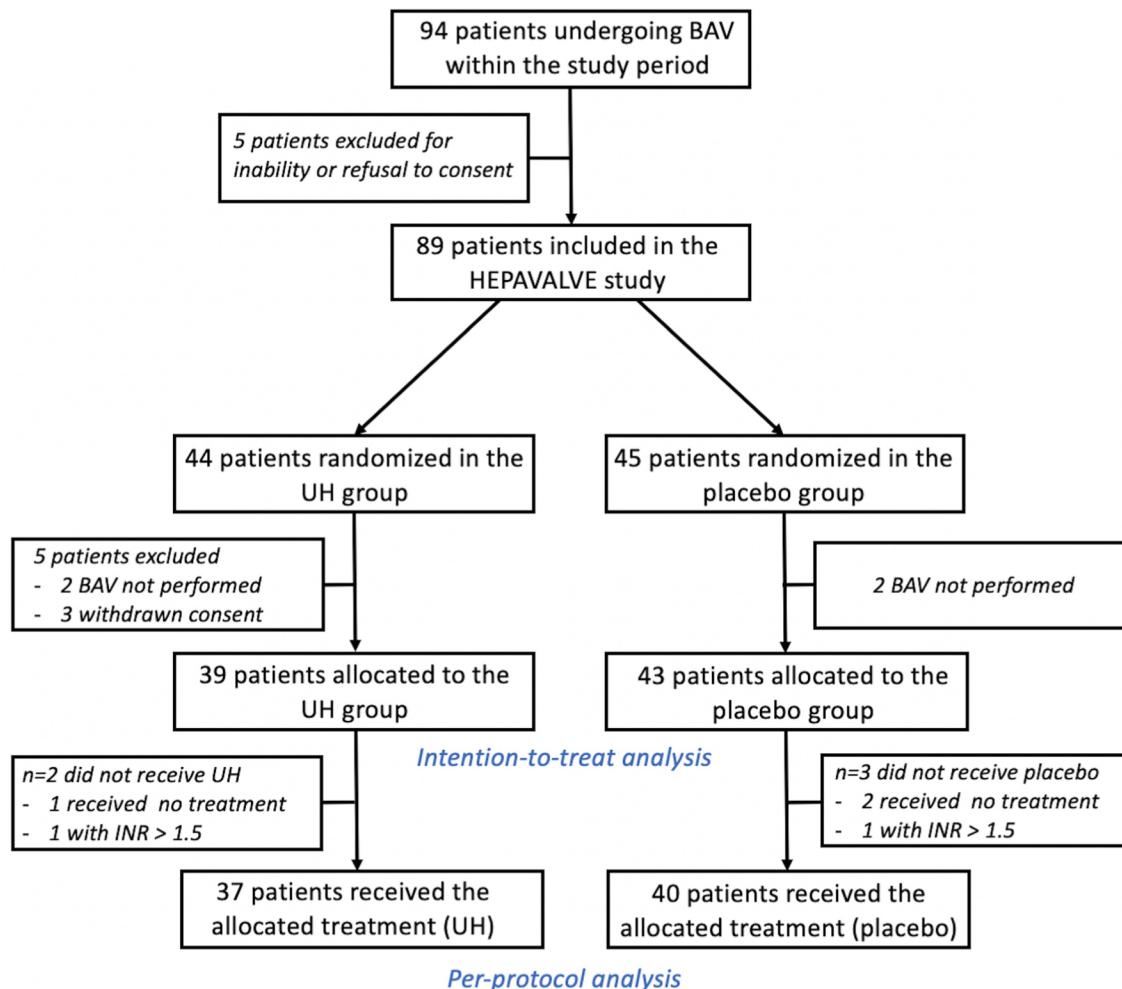 94 patients undergoing BAV
within the study period
5 patients excluded for
inability or refusal to consent
89 patients included in the
HEPAVALVE study
44 patients randomized in the
UH group
45 patients randomized in the
placebo group
5 patients excluded
- 2 BAV not performed
- 3 withdrawn consent
2 BAV not performed
39 patients allocated to the
UH group
43 patients allocated to the
placebo group
Intention-to-treat analysis
n=2 did not receive UH
- 1 received no treatment
- 1 with INR > 1.5
n=3 did not receive placebo
- 2 received no treatment
- 1 with INR > 1.5
37 patients received the
allocated treatment (UH)
40 patients received the
allocated treatment (placebo)
Per-protocol analysis